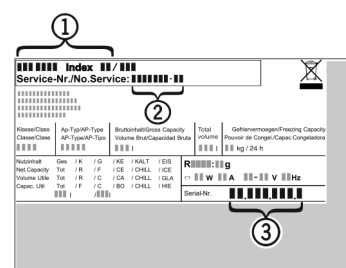 1
Index /
Service-Nr./No.Service: -
2
Klasse/Class Ap-Typ/AP-Type Bruttoinhalt/Gross Capacity Total Gefriervermoegen/Freezing Capacity
Classe/Clase AP-Type/AP-Tipo Volume Brut/Capacidad Bruta volume Pouvoir de Congel./Capac.Congeladora
l l kg / 24 h
Nutzinhalt Ges / K / G / KE / KALT / EIS
Net.Capacity Tot / R / F / CE / CHILL / ICE
Volume Utile Tot / R / C / CA / CHILL / GLA
Capac. Util Tot / F / C / BO / CHILL / HIE
l / l
R : g
W A - V Hz
Serial-Nr.
3